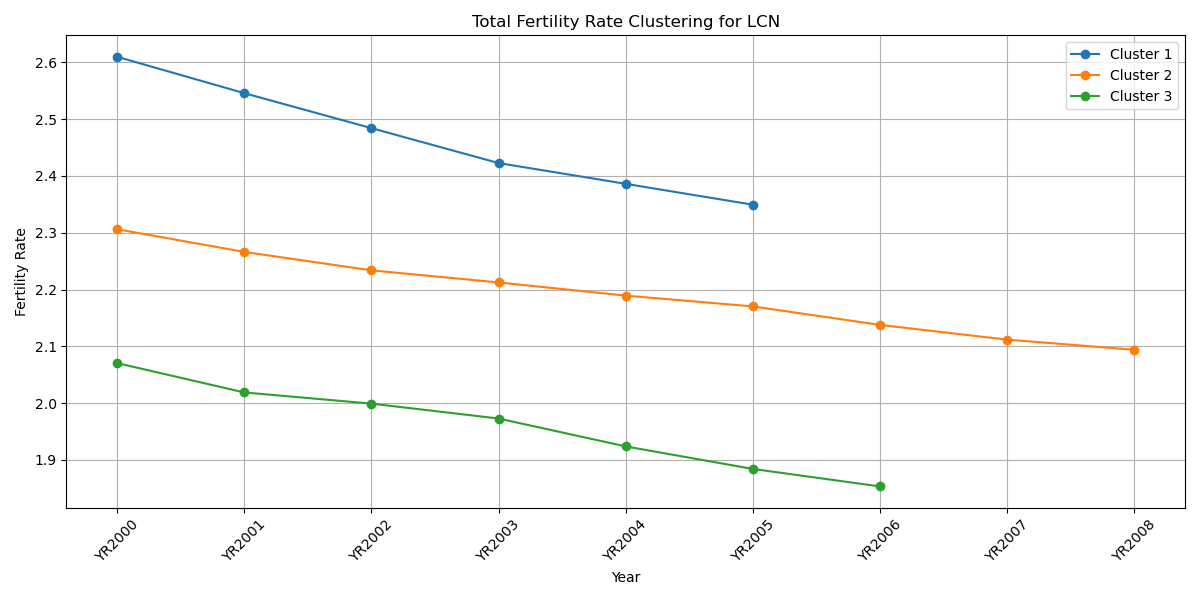 Total Fertility Rate Clustering for LCN
Cluster 1
Cluster 2
Cluster 3
Fertility Rate
2.6
2.5
2.4
2.3
2.2
2.1
2.0
1.9
YR2000 YR2001 YR2002 YR2003 YR2004 YR2005 YR2006 YR2007 YR2008
Year